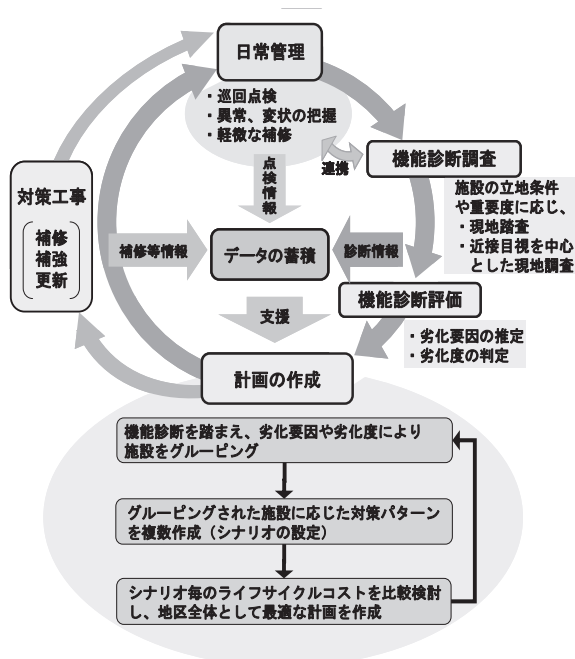 日常管理
・巡回点検
・異常、変状の把握
・軽微な補修
連携
機能診断調査
施設の立地条件
や重要度に応じ、
・現地踏査
・近接目視を中心
とした現地調査
点検情報
対策工事
補修
補強
更新
補修等情報
データの蓄積
診断情報
機能診断評価
・劣化要因の推定
・劣化度の判定
支援
計画の作成
機能診断を踏まえ、劣化要因や劣化度により
施設をグルーピング
グルーピングされた施設に応じた対策パターン
を複数作成（シナリオの設定）
シナリオ毎のライフサイクルコストを比較検討
し、地区全体として最適な計画を作成